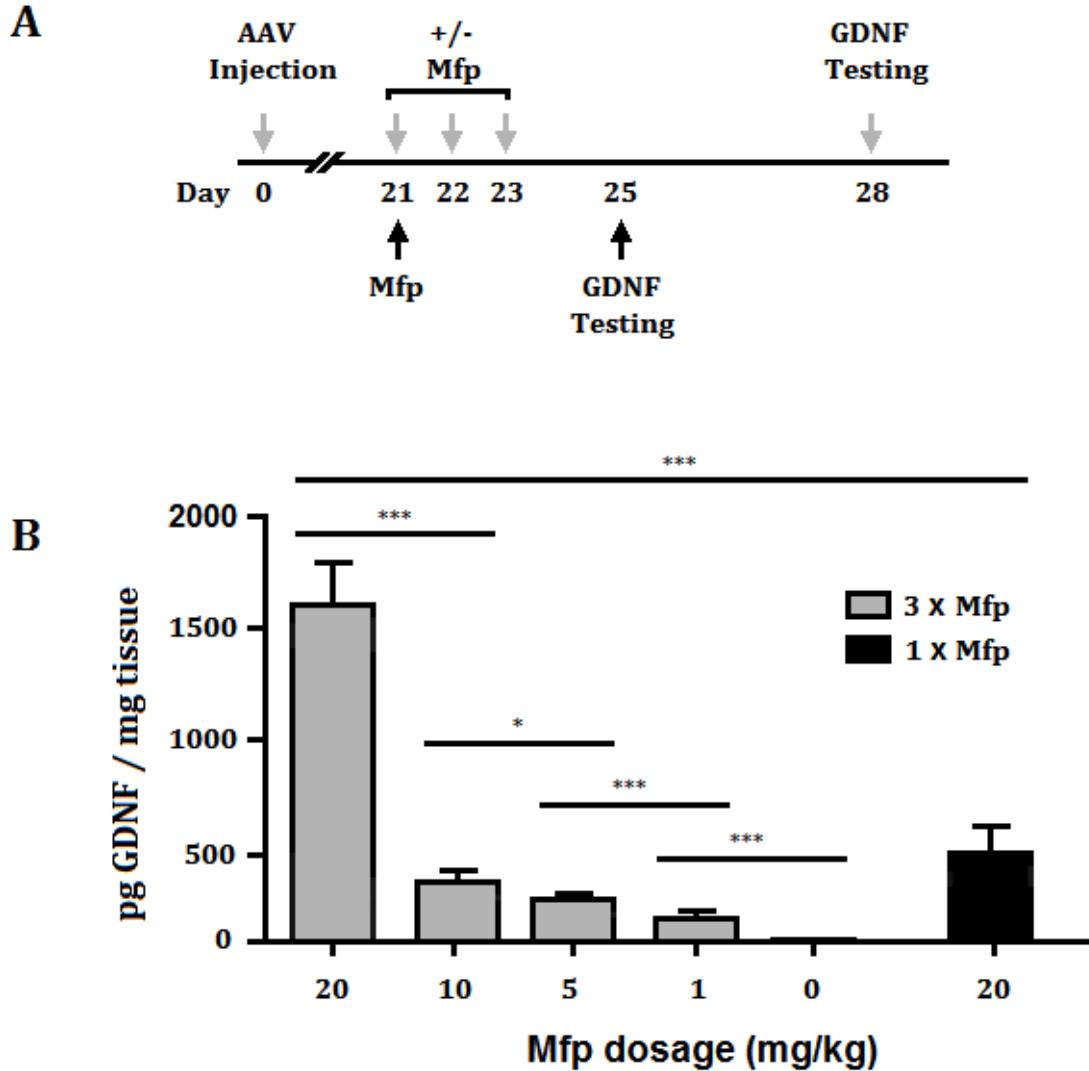 A
AAV
Injection
+/-
Mfp
GDNF
Testing
Day 0 21 22 23 25 28
Mfp
GDNF
Testing
B
***
***
*
***
***
3 X Mfp
1 X Mfp
pg GDNF / mg tissue
2000
1500
1000
500
0
20 10 5 1 0 20
Mfp dosage (mg/kg)